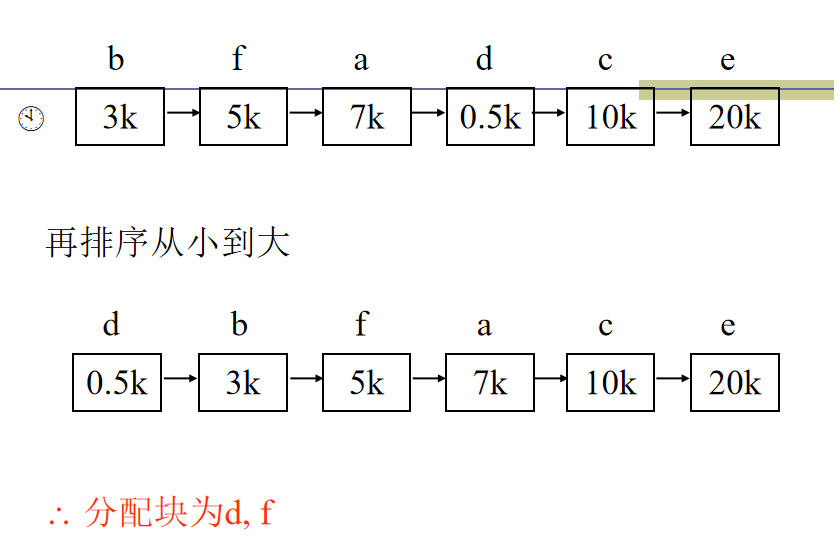 b f a d c e
3k 5k 7k 0.5k 10k 20k
再排序从小到大
d b f a c e
0.5k 3k 5k 7k 10k 20k
∴ 分配块为d, f